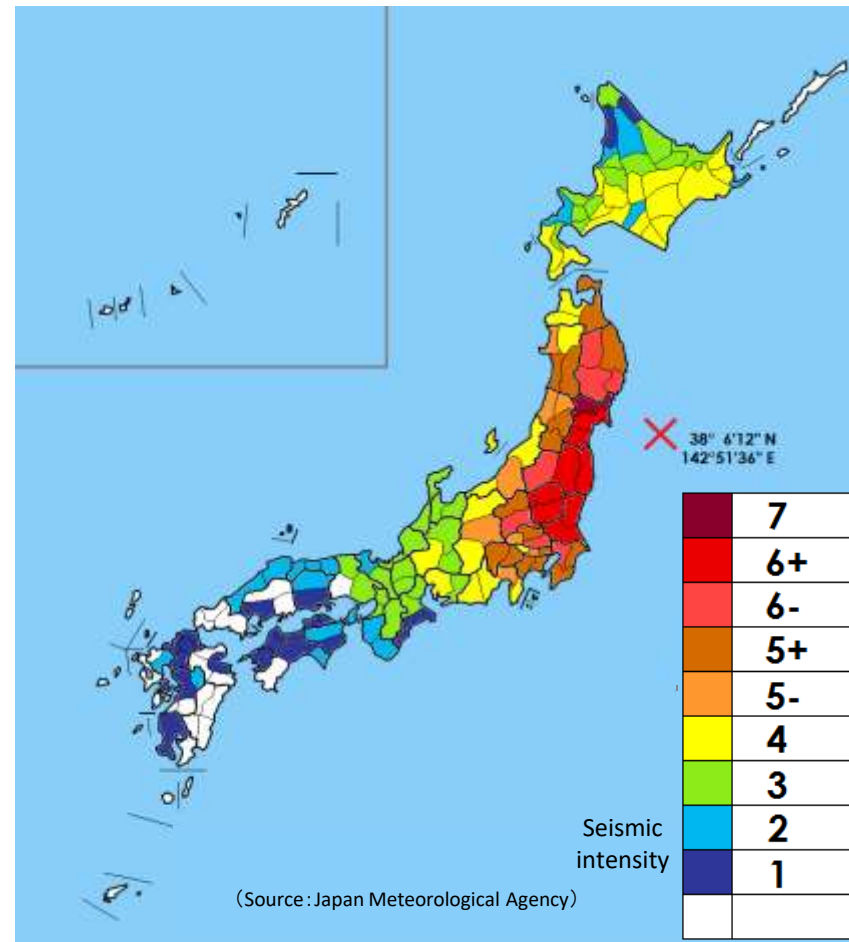 38° 6'12" N
142°51'36" E
7
6+
6-
5+
5-
4
3
2
1
Seismic
intensity
（Source：Japan Meteorological Agency）